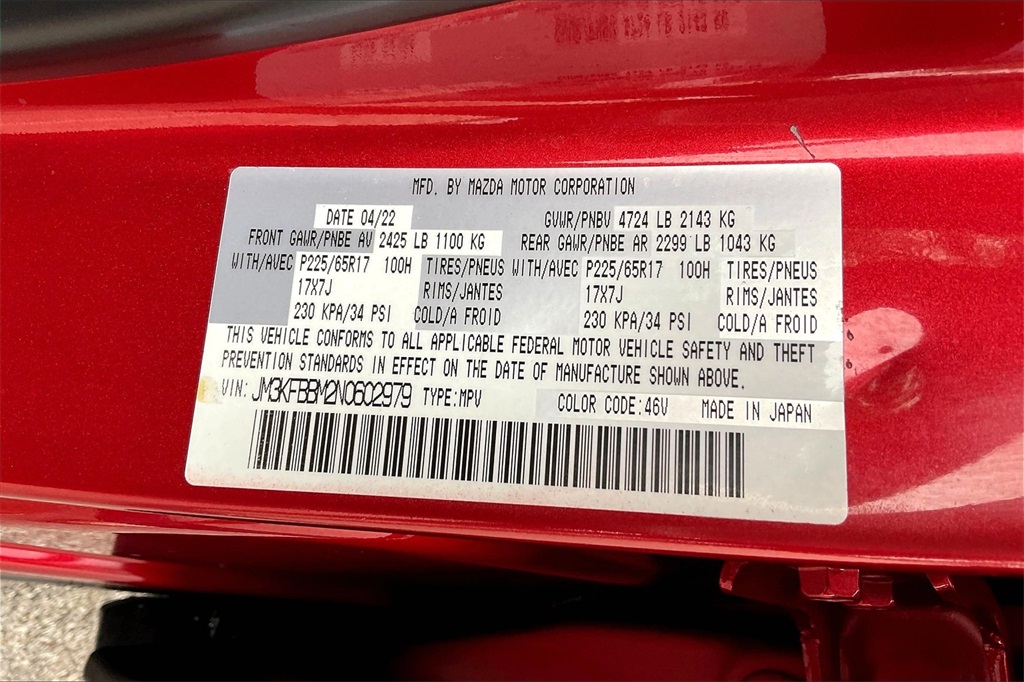 MFD. BY MAZDA MOTOR CORPORATION
DATE 04/22 GVWR/PNBV 4724 LB 2143 KG
FRONT GAWR/PNBE AV 2425 LB 1100 KG REAR GAWR/PNBE AR 2299 LB 1043 KG
WITH/AVEC P225/65R17 100H TIRES/PNEUS WITH/AVEC P225/65R17 100H TIRES/PNEUS
17X7J RIMS/JANTES 17X7J RIMS/JANTES
230 KPA/34 PSI COLD/A FROID 230 KPA/34 PSI COLD/A FROID
THIS VEHICLE CONFORMS TO ALL APPLICABLE FEDERAL MOTOR VEHICLE SAFETY AND THEFT
PREVENTION STANDARDS IN EFFECT ON THE DATE OF MANUFACTURE SHOWN ABOVE.
VIN: JM3KFBBM2N0602979 TYPE:MPV COLOR CODE:46V MADE IN JAPAN